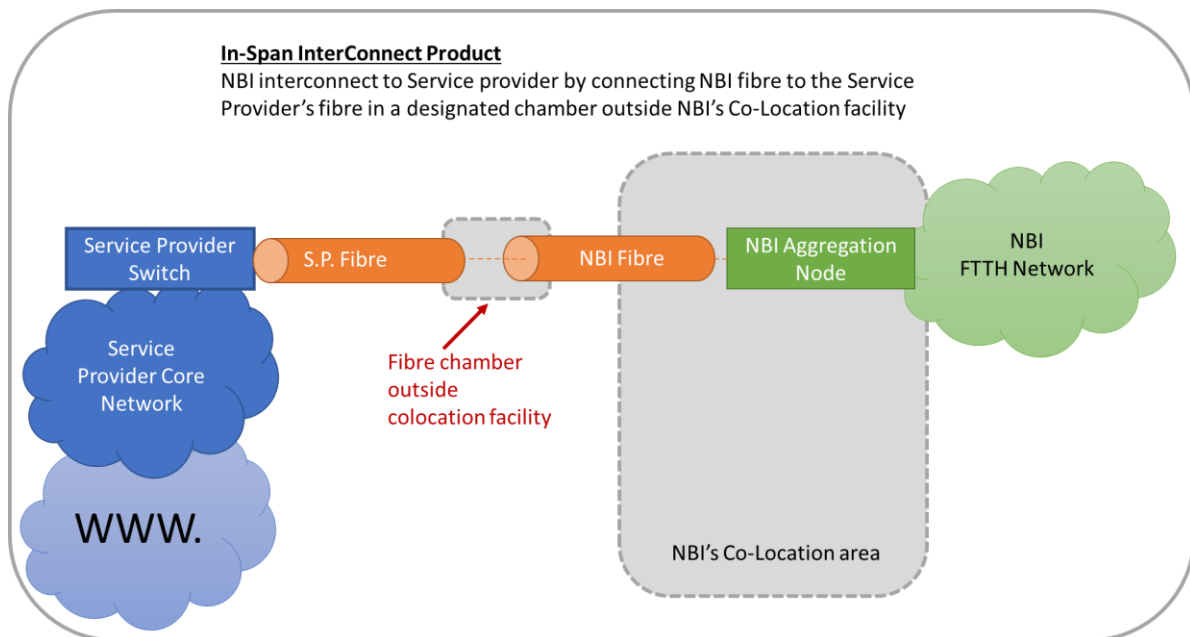 In-Span InterConnect Product
NBI interconnect to Service provider by connecting NBI fibre to the Service
Provider's fibre in a designated chamber outside NBI's Co-Location facility
Service Provider
Switch
S.P. Fibre
NBI Fibre
NBI Aggregation
Node
NBI
FTTH Network
Service
Provider Core
Network
Fibre chamber
outside
colocation facility
WWW.
NBI's Co-Location area